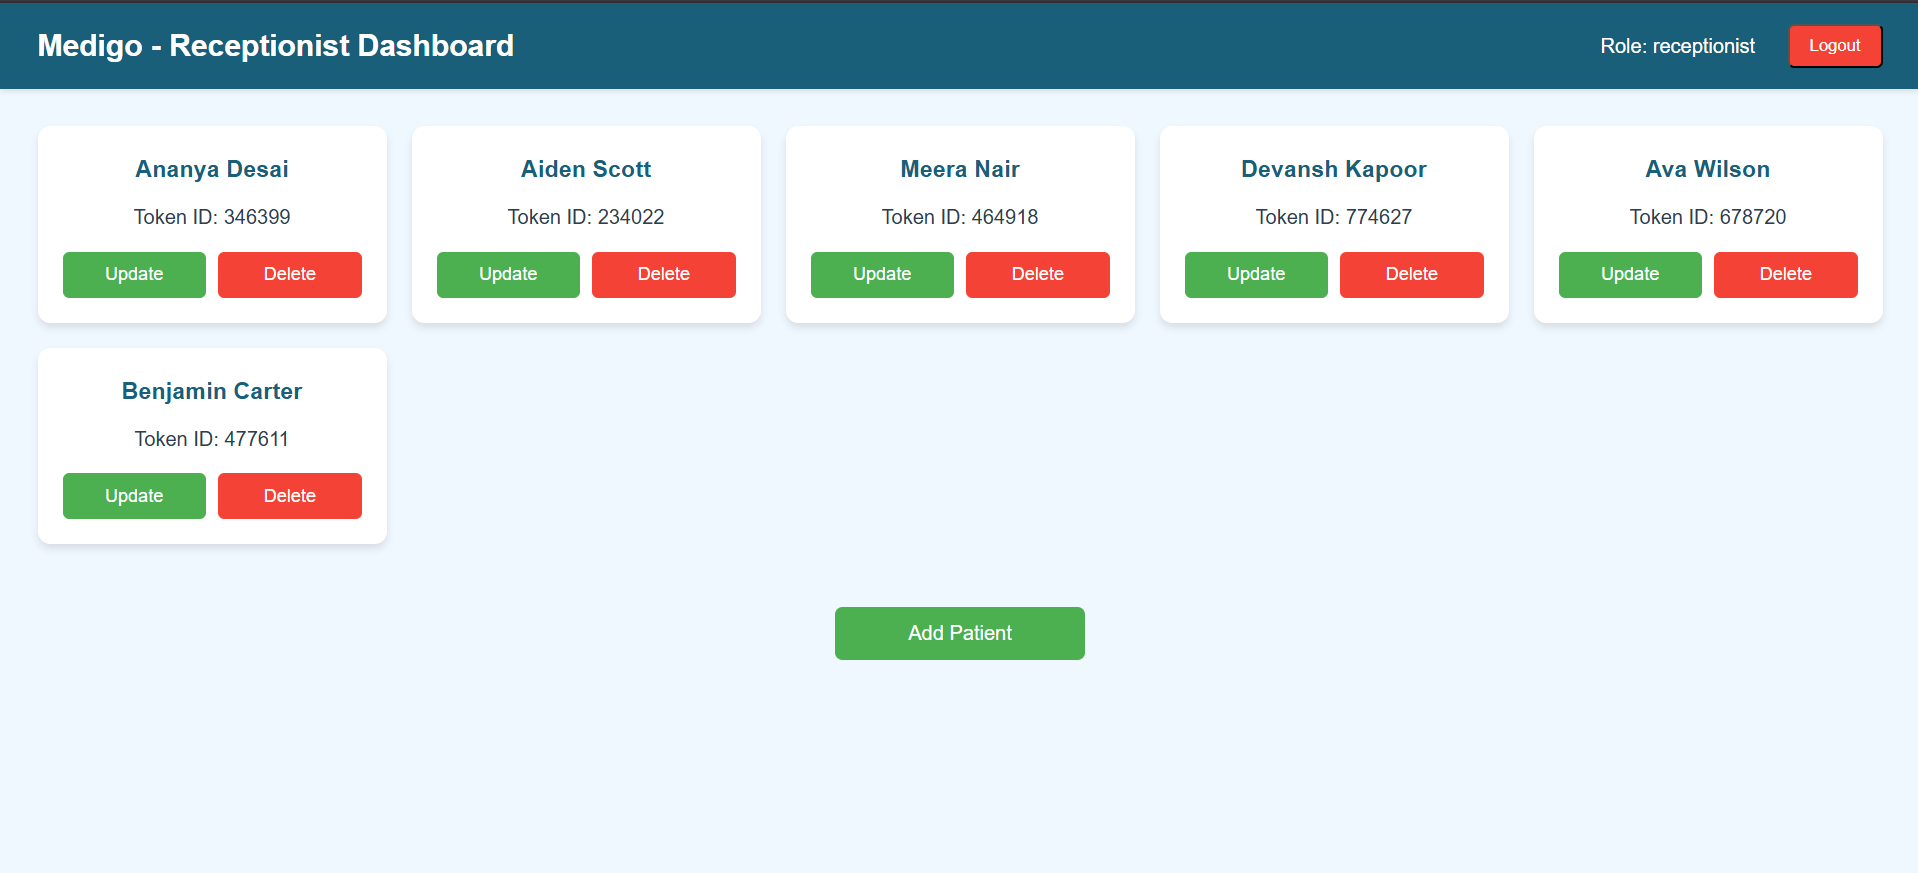 Medigo - Receptionist Dashboard
Role: receptionist
Logout
Ananya Desai
Token ID: 346399
Update
Delete
Aiden Scott
Token ID: 234022
Update
Delete
Meera Nair
Token ID: 464918
Update
Delete
Devansh Kapoor
Token ID: 774627
Update
Delete
Ava Wilson
Token ID: 678720
Update
Delete
Benjamin Carter
Token ID: 477611
Update
Delete
Add Patient